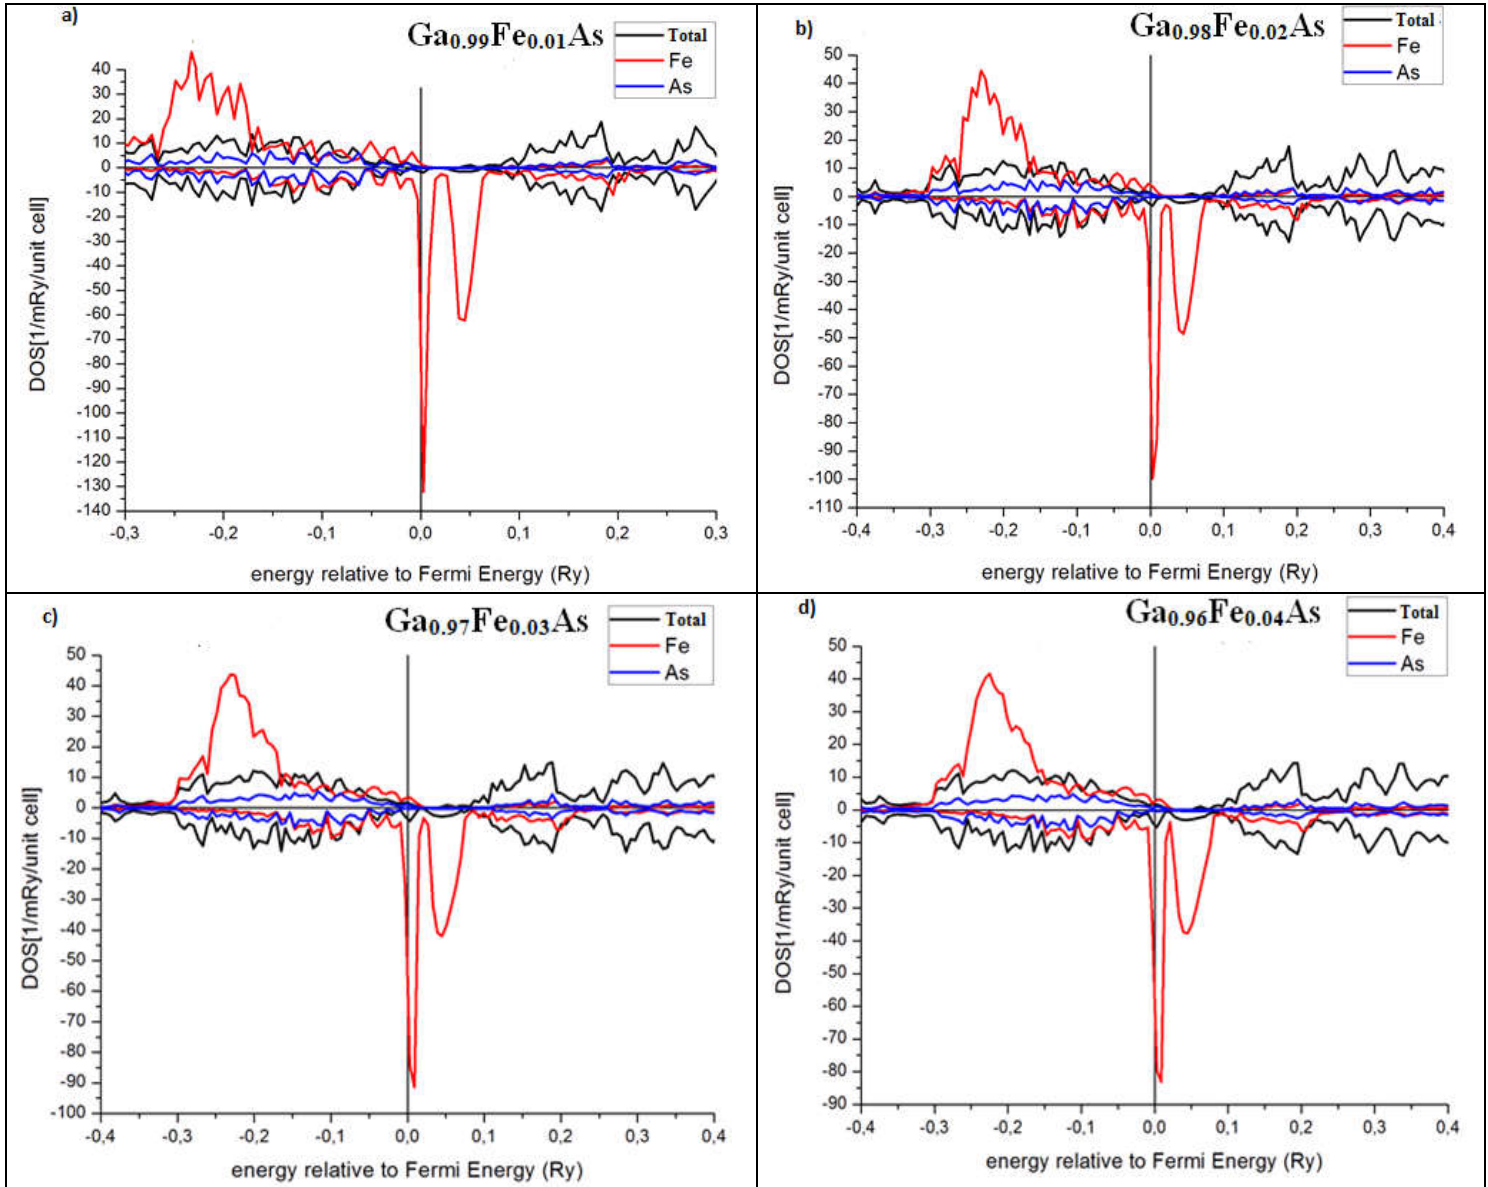 a)
Ga0.99Fe0.01As
Total
Fe
As
40
30
20
10
0
-10
-20
-30
-40
-50
-60
-70
-80
-90
-100
-110
-120
-130
-140
DOS[1/mRy/unit cell]
-0,3 -0,2 -0,1 0,0 0,1 0,2 0,3
energy relative to Fermi Energy (Ry)
b)
Ga0.98Fe0.02As
Total
Fe
As
50
40
30
20
10
0
-10
-20
-30
-40
-50
-60
-70
-80
-90
-100
-110
DOS[1/mRy/unit cell]
-0,4 -0,3 -0,2 -0,1 0,0 0,1 0,2 0,3 0,4
energy relative to Fermi Energy (Ry)
c)
Ga0.97Fe0.03As
Total
Fe
As
50
40
30
20
10
0
-10
-20
-30
-40
-50
-60
-70
-80
-90
-100
DOS[1/mRy/unit cell]
-0,4 -0,3 -0,2 -0,1 0,0 0,1 0,2 0,3 0,4
energy relative to Fermi Energy (Ry)
d)
Ga0.96Fe0.04As
Total
Fe
As
50
40
30
20
10
0
-10
-20
-30
-40
-50
-60
-70
-80
-90
DOS[1/mRy/unit cell]
-0,4 -0,3 -0,2 -0,1 0,0 0,1 0,2 0,3 0,4
energy relative to Fermi Energy (Ry)